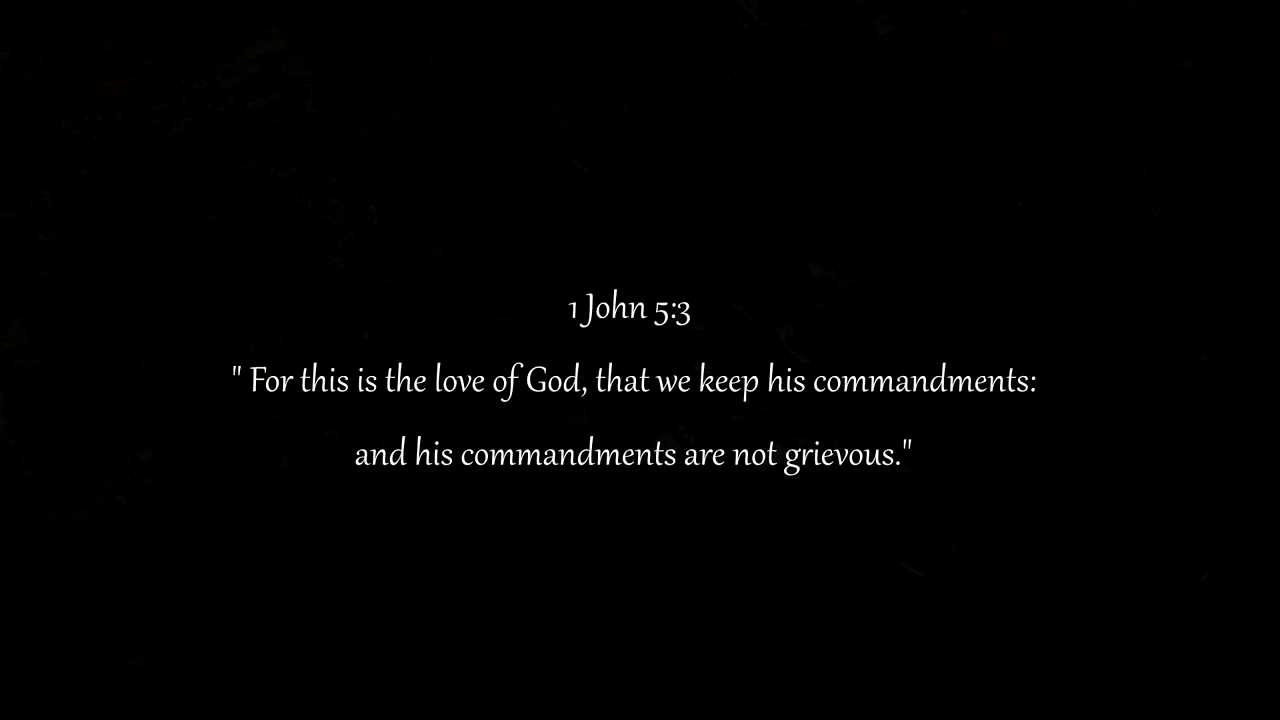 1 John 5:3
" For this is the love of God, that we keep his commandments:
and his commandments are not grievous."